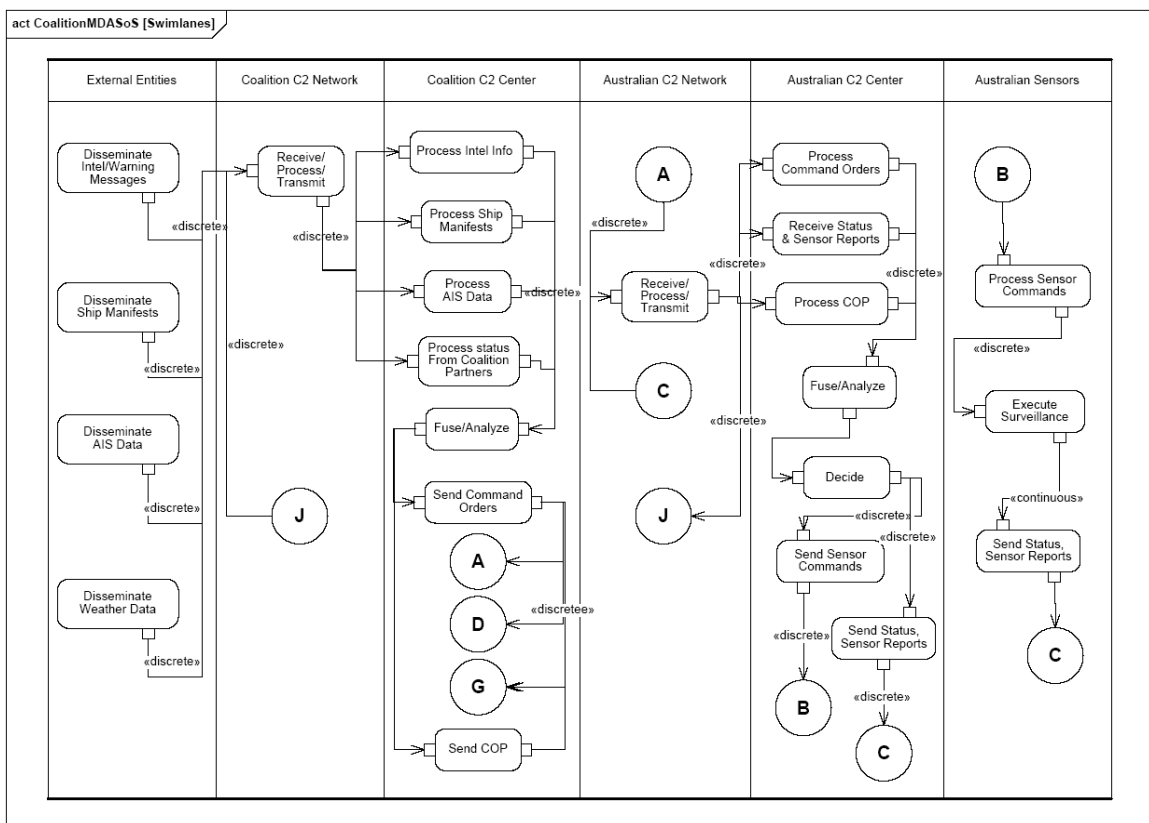 act CoalitionMDASoS [Swimlanes]
External Entities
Coalition C2 Network
Coalition C2 Center
Australian C2 Network
Australian C2 Center
Australian Sensors
Disseminate
Intel/Warning
Messages
«discrete»
Disseminate
Ship Manifests
«discrete»
Disseminate
AIS Data
«discrete»
Disseminate
Weather Data
«discrete»
Receive/
Process/
Transmit
«discrete»
«discrete»
J
Process Intel Info
Process Ship
Manifests
Process
AIS Data
«discrete»
Process status
From Coalition
Partners
Fuse/Analyze
Send Command
Orders
A
D
«discretee»
G
Send COP
A
«discrete»
Receive/
Process/
Transmit
C
J
«discrete»
«discrete»
Process
Command Orders
Receive Status
& Sensor Reports
«discrete»
Process COP
Fuse/Analyze
Decide
«discrete»
«discrete»
Send Sensor
Commands
«discrete»
B
Send Status,
Sensor Reports
«discrete»
C
B
«discrete»
Process Sensor
Commands
«discrete»
Execute
Surveillance
«continuous»
Send Status,
Sensor Reports
«discrete»
C